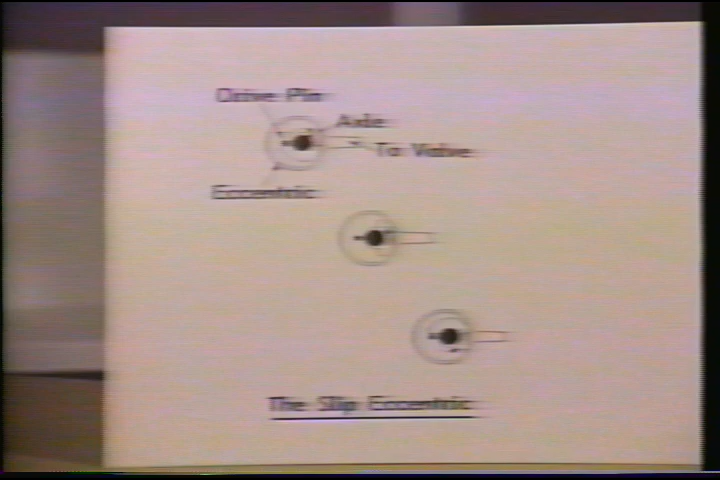 Drive Pin
Axle
To Valve
Eccentric
The Slip Eccentric